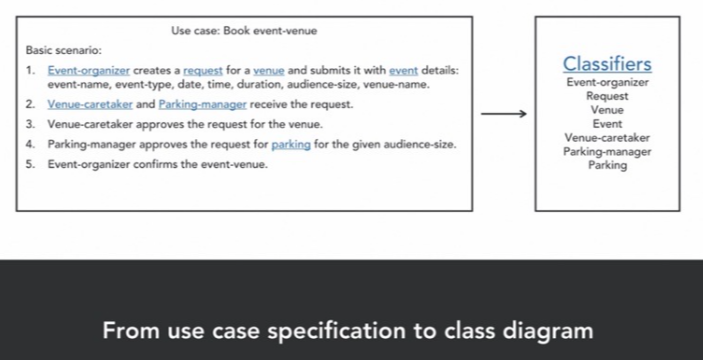 Use case: Book event-venue
Basic scenario:
1. Event-organizer creates a request for a venue and submits it with event details:
event-name, event-type, date, time, duration, audience-size, venue-name.
2. Venue-caretaker and Parking-manager receive the request.
3. Venue-caretaker approves the request for the venue.
4. Parking-manager approves the request for parking for the given audience-size.
5. Event-organizer confirms the event-venue.
Classifiers
Event-organizer
Request
Venue
Event
Venue-caretaker
Parking-manager
Parking
From use case specification to class diagram